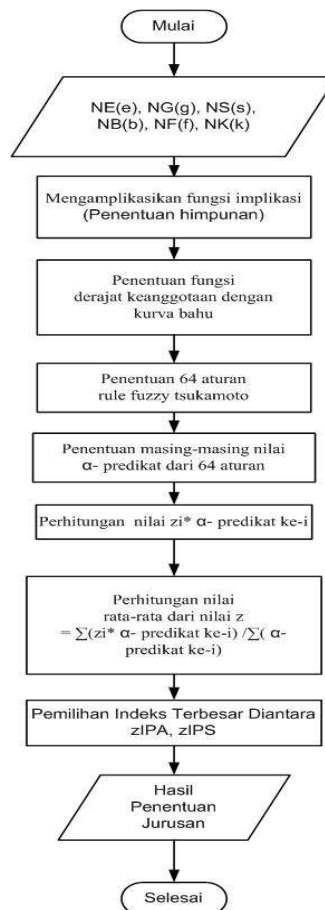 Mulai
NE(e), NG(g), NS(s),
NB(b), NF(f), NK(k)
Mengamplikasikan fungsi implikasi
(Penentuan himpunan)
Penentuan fungsi
derajat keanggotaan dengan
kurva bahu
Penentuan 64 aturan
rule fuzzy tsukamoto
Penentuan masing-masing nilai
α- predikat dari 64 aturan
Perhitungan nilai zi* α- predikat ke-i
Perhitungan nilai
rata-rata dari nilai z
= ∑(zi* α- predikat ke-i) /∑( α-
predikat ke-i)
Pemilihan Indeks Terbesar Diantara
zIPA, zIPS
Hasil
Penentuan
Jurusan
Selesai